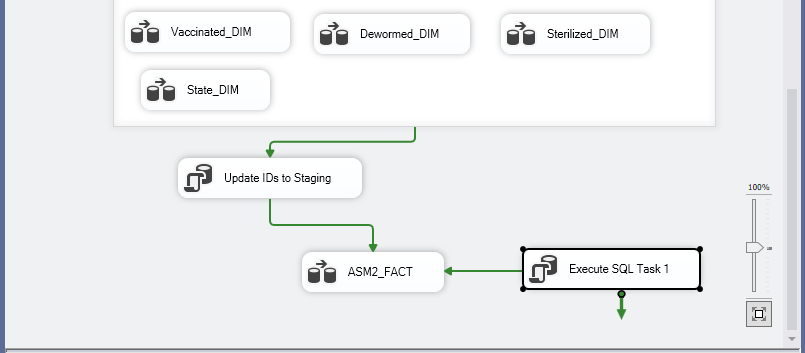 Vaccinated_DIM
Dewormed_DIM
Sterilized_DIM
State_DIM
Update IDs to Staging
100%
ASM2_FACT
Execute SQL Task 1